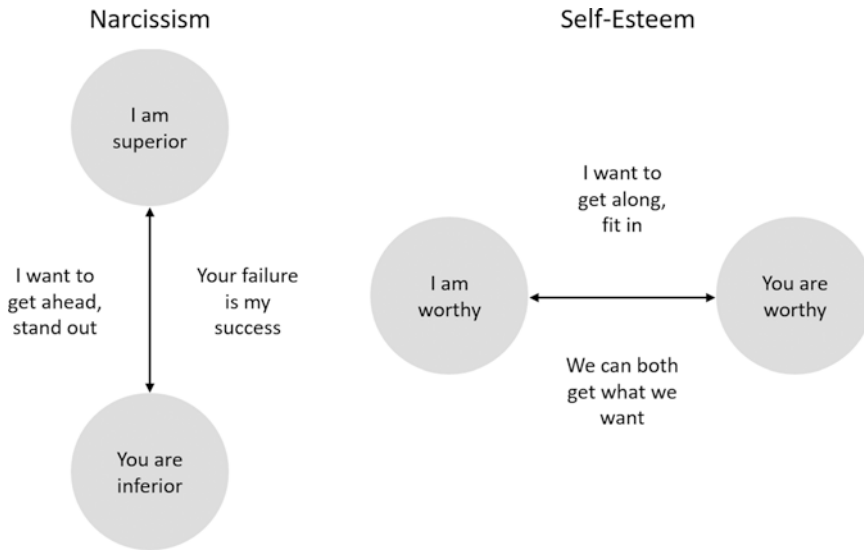 Narcissism
I am
superior
I want to
get ahead,
stand out
Your failure
is my
success
You are
inferior
Self-Esteem
I want to
get along,
fit in
I am
worthy
You are
worthy
We can both
get what we
want